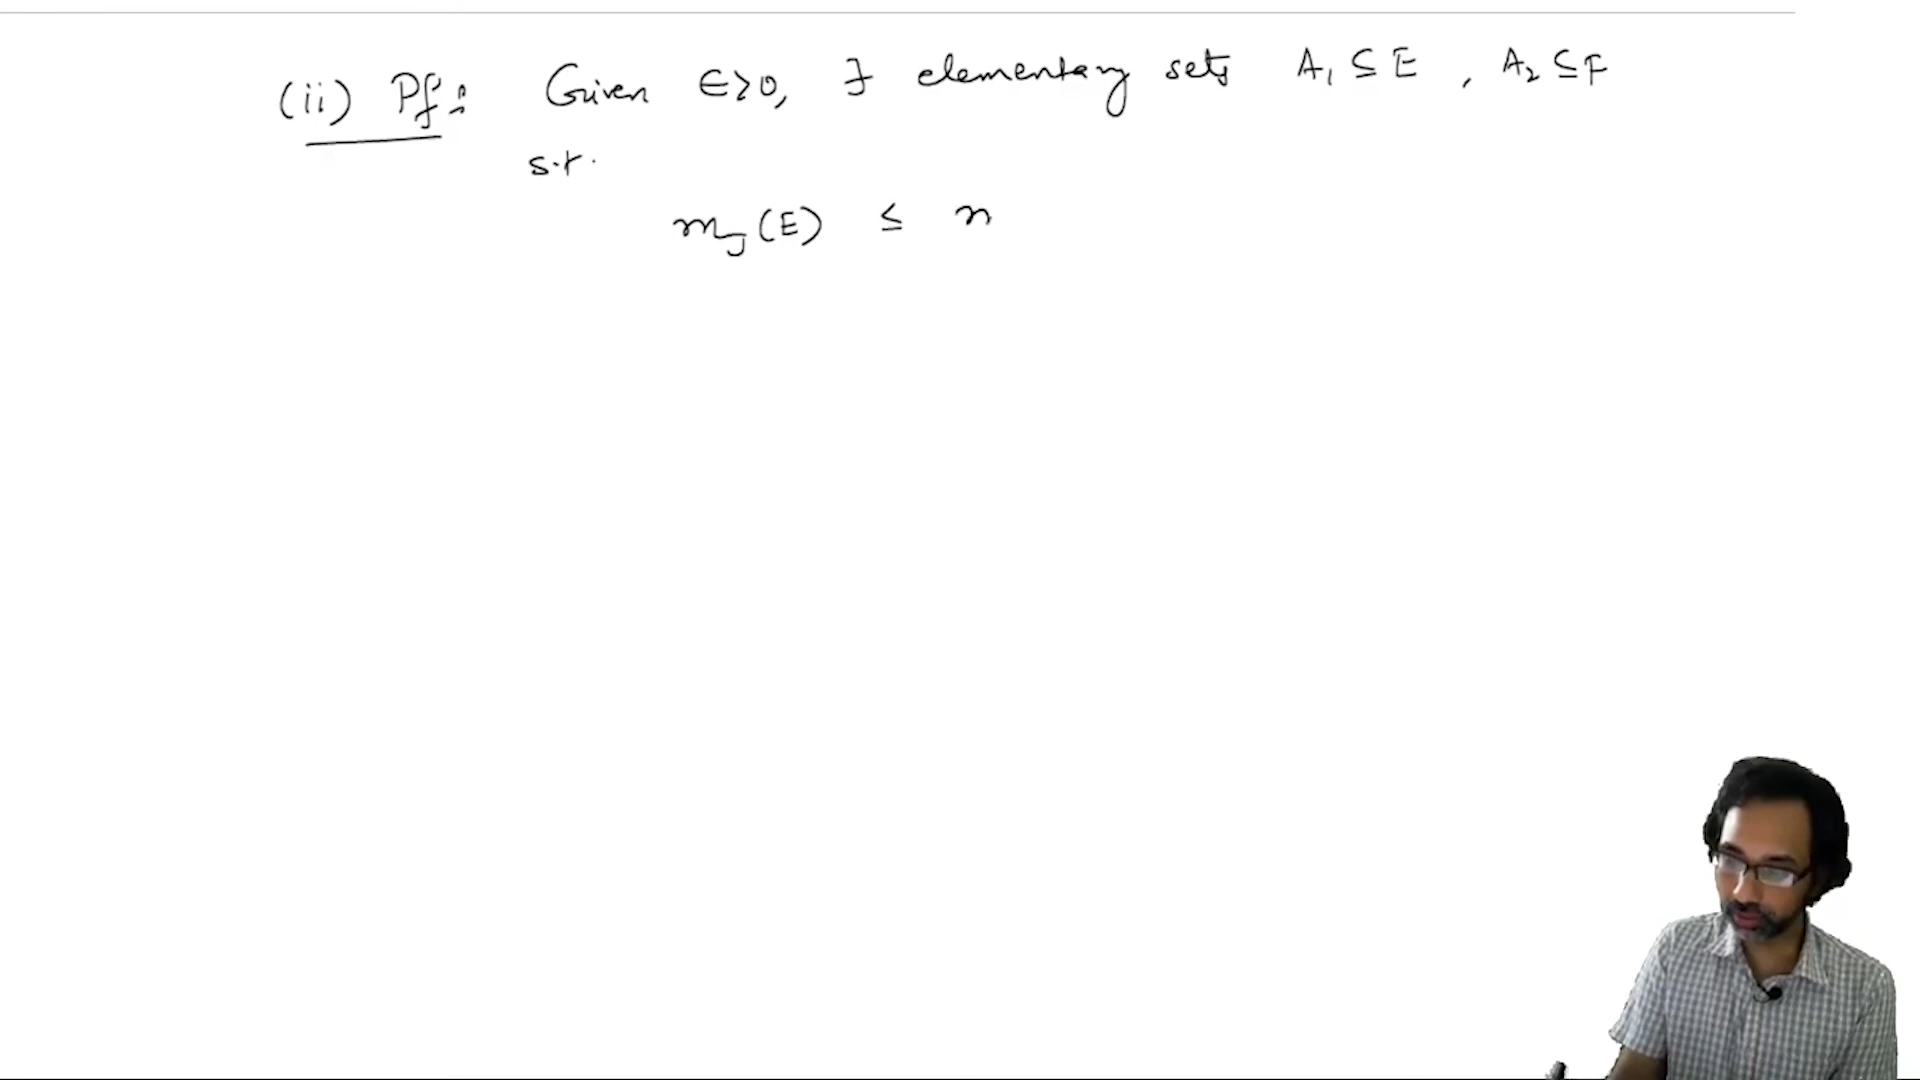 (ii) Pf: Given ∈>0, ∃ elementary sets A₁ ⊆ E , A₂ ⊆ F
s.t.
m_J(E) ≤ m